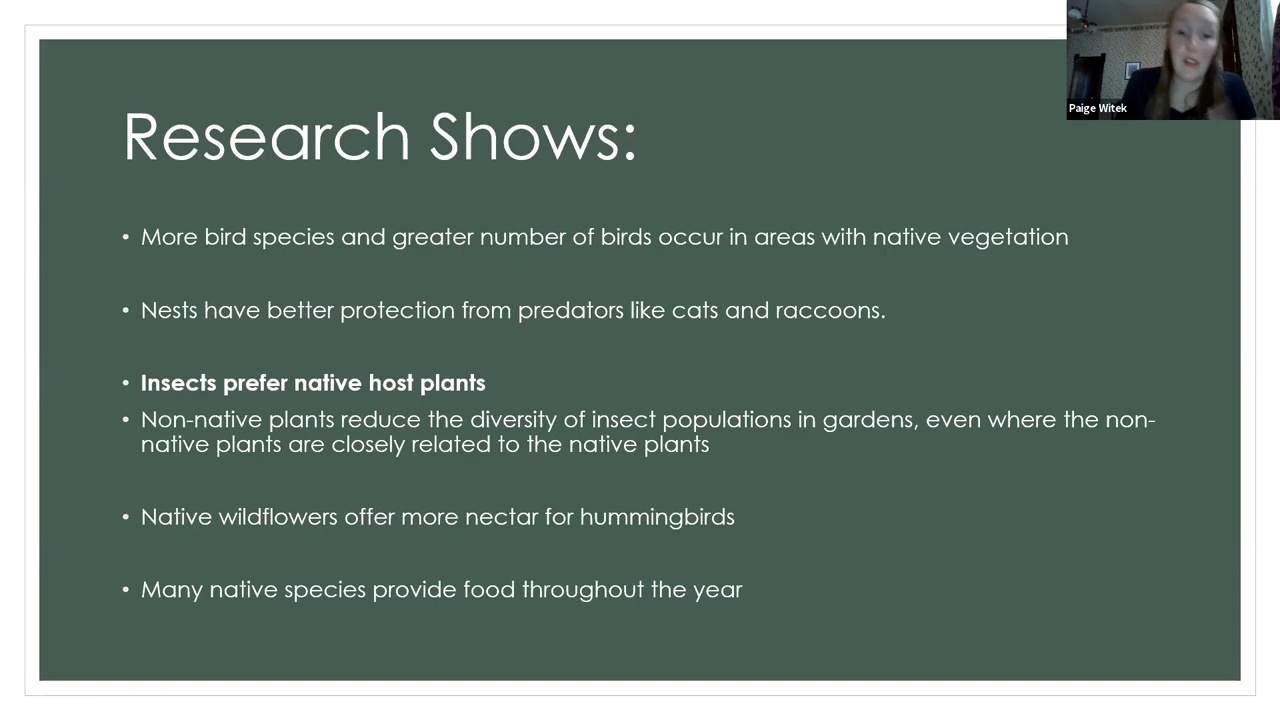 Paige Witek
Research Shows:
• More bird species and greater number of birds occur in areas with native vegetation
• Nests have better protection from predators like cats and raccoons.
• Insects prefer native host plants
• Non-native plants reduce the diversity of insect populations in gardens, even where the non-
native plants are closely related to the native plants
• Native wildflowers offer more nectar for hummingbirds
• Many native species provide food throughout the year